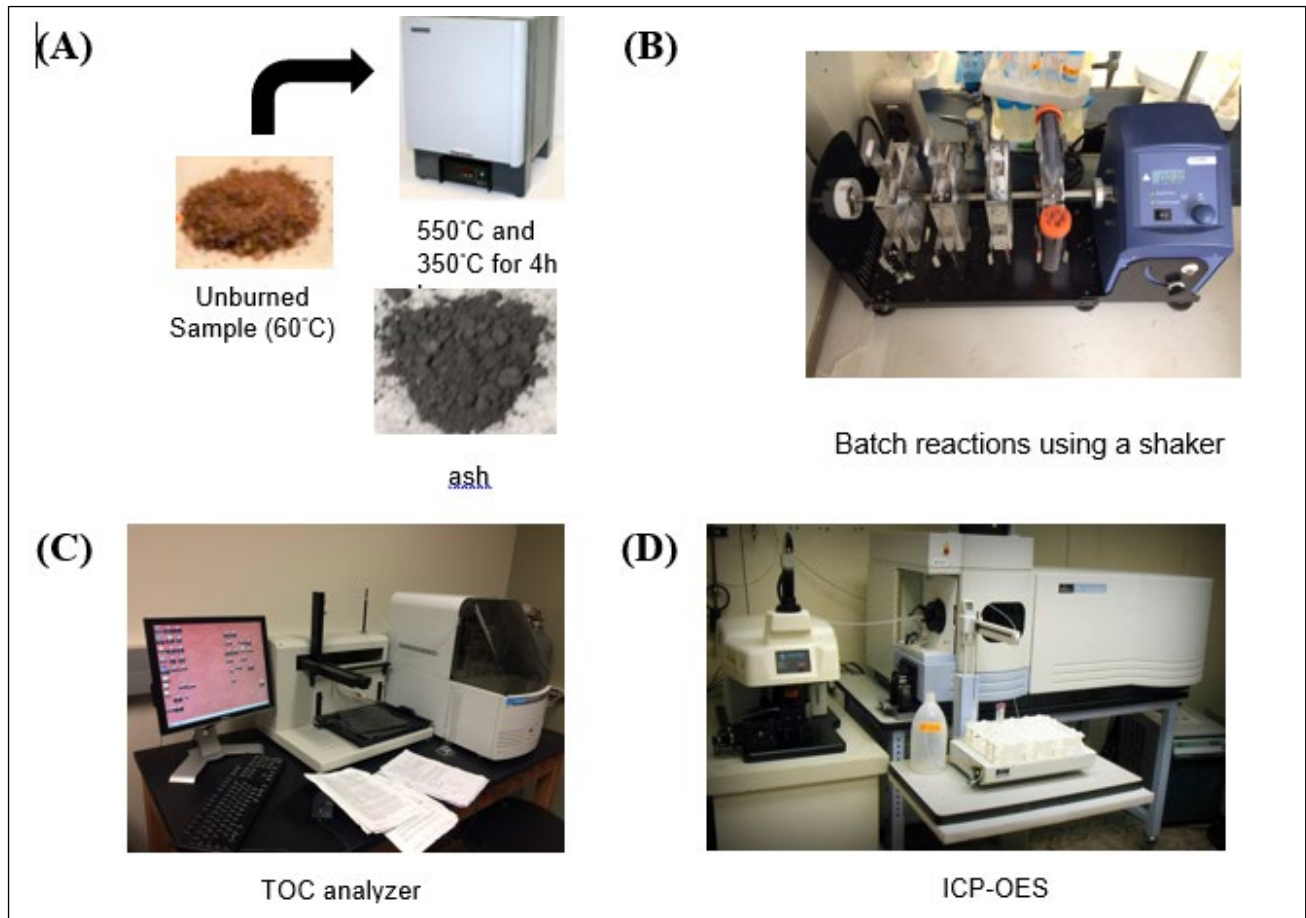 (A)
(B)
550°C and
350°C for 4h
Unburned
Sample (60°C)
ash
Batch reactions using a shaker
(C)
(D)
TOC analyzer
ICP-OES